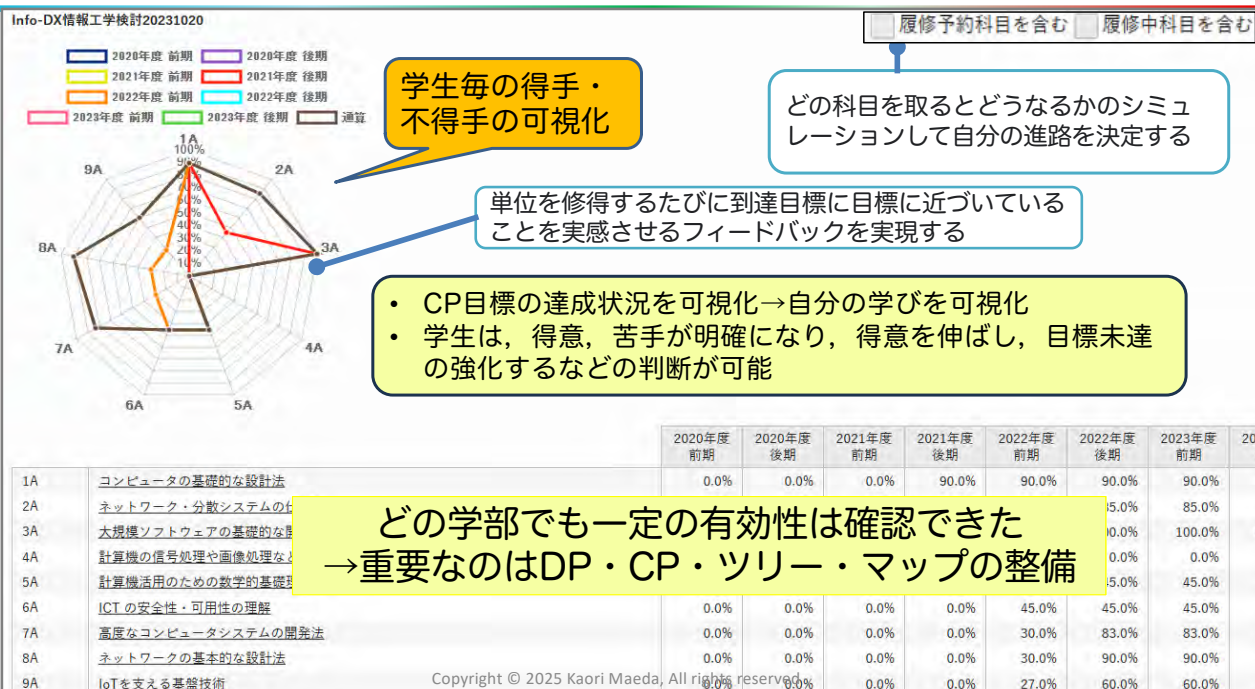 Info-DX情報工学検討20231020
履修予約科目を含む 履修中科目を含む
2020年度 前期 2020年度 後期
2021年度 前期 2021年度 後期
2022年度 前期 2022年度 後期
2023年度 前期 2023年度 後期 通算
学生毎の得手・
不得手の可視化
どの科目を取るとどうなるかのシミュ
レーションして自分の進路を決定する
単位を修得するたびに到達目標に目標に近づいている
ことを実感させるフィードバックを実現する
1A
100%
90%
80%
70%
60%
50%
40%
30%
20%
10%
2A
3A
4A
5A
6A
7A
8A
9A
• CP目標の達成状況を可視化→自分の学びを可視化
• 学生は，得意，苦手が明確になり，得意を伸ばし，目標未達
の強化するなどの判断が可能
2020年度 2020年度 2021年度 2021年度 2022年度 2022年度 2023年度 20
前期 後期 前期 後期 前期 後期 前期
1A コンピュータの基礎的な設計法 0.0% 0.0% 0.0% 90.0% 90.0% 90.0% 90.0%
2A ネットワーク・分散システムの 85.0%
3A 大規模ソフトウェアの基礎的な 100.0%
4A 計算機の信号処理や画像処理な 0.0% 0.0%
5A 計算機活用のための数学的基礎 45.0%
どの学部でも一定の有効性は確認できた
→重要なのはDP・CP・ツリー・マップの整備
6A ICT の安全性・可用性の理解 0.0% 0.0% 0.0% 0.0% 45.0% 45.0% 45.0%
7A 高度なコンピュータシステムの開発法 0.0% 0.0% 0.0% 0.0% 30.0% 83.0% 83.0%
8A ネットワークの基本的な設計法 0.0% 0.0% 0.0% 0.0% 30.0% 90.0% 90.0%
9A IoTを支える基盤技術 0.0% 0.0% 0.0% 0.0% 27.0% 60.0% 60.0%
Copyright © 2025 Kaori Maeda, All rights reserved